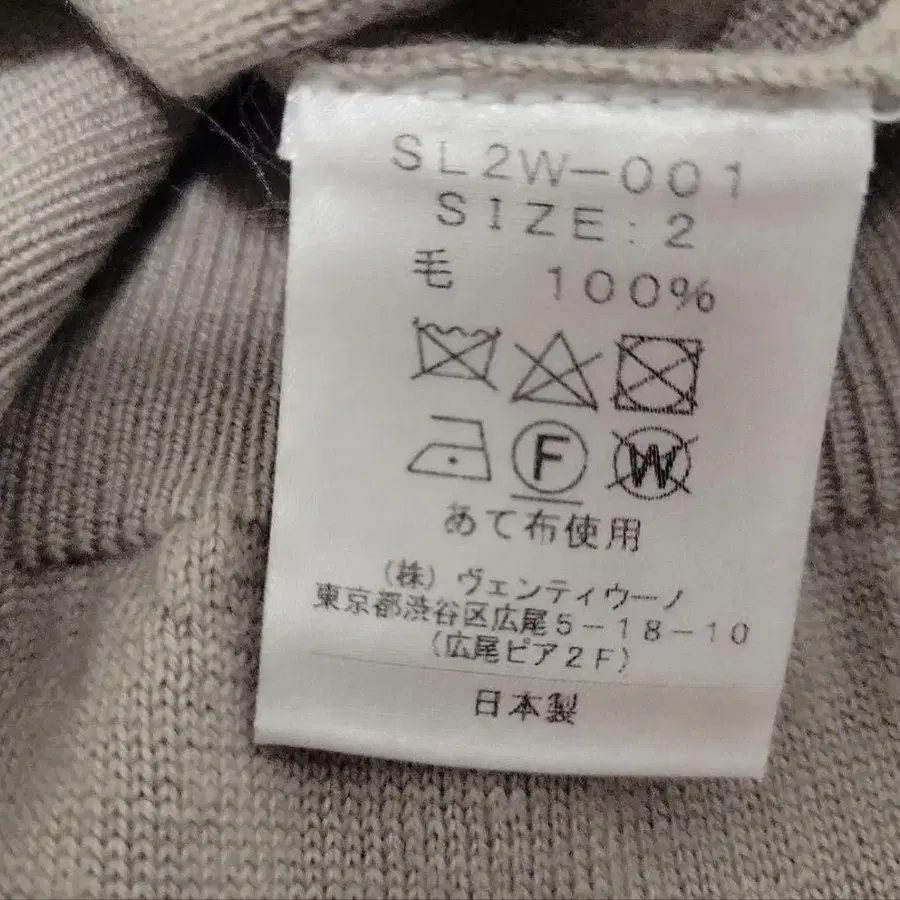 SL2W-001
SIZE:2
毛 100%
F W
あて布使用
(株) ヴェンティウーノ
東京都渋谷区広尾5-18-10
(広尾ピア2F)
日本製